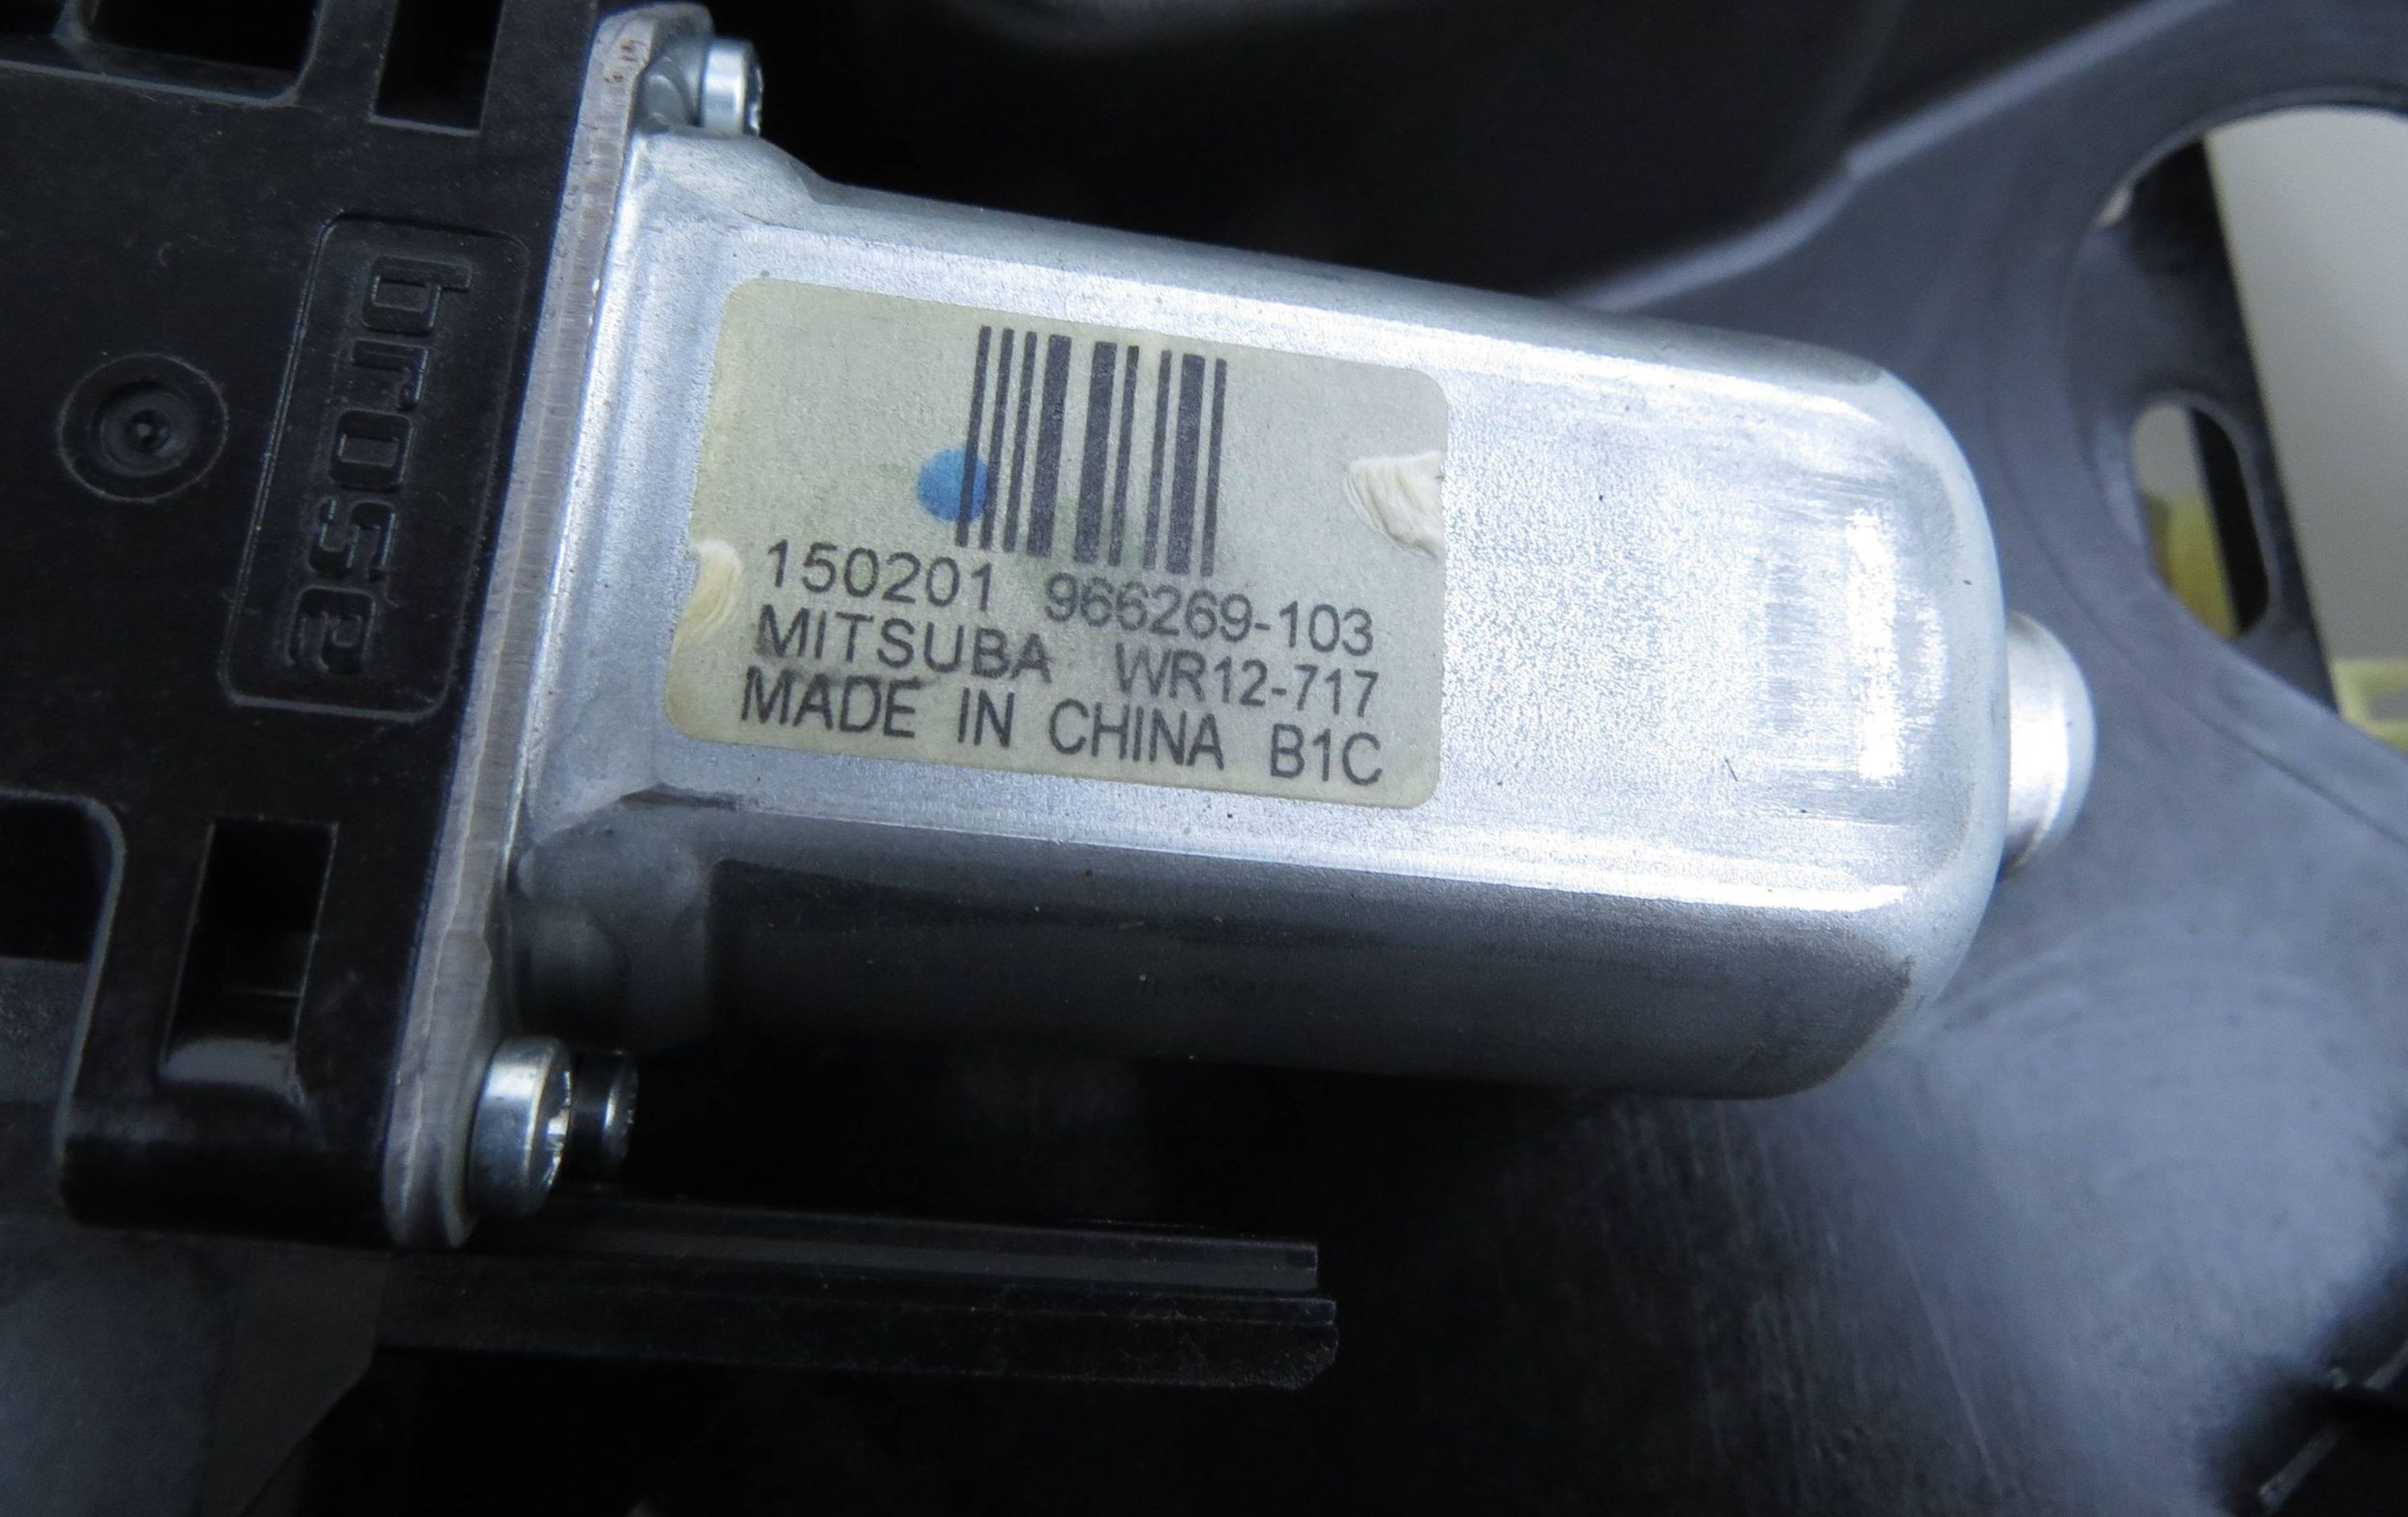 brose
150201 966269-103
MITSUBA WR12-717
MADE IN CHINA B1C